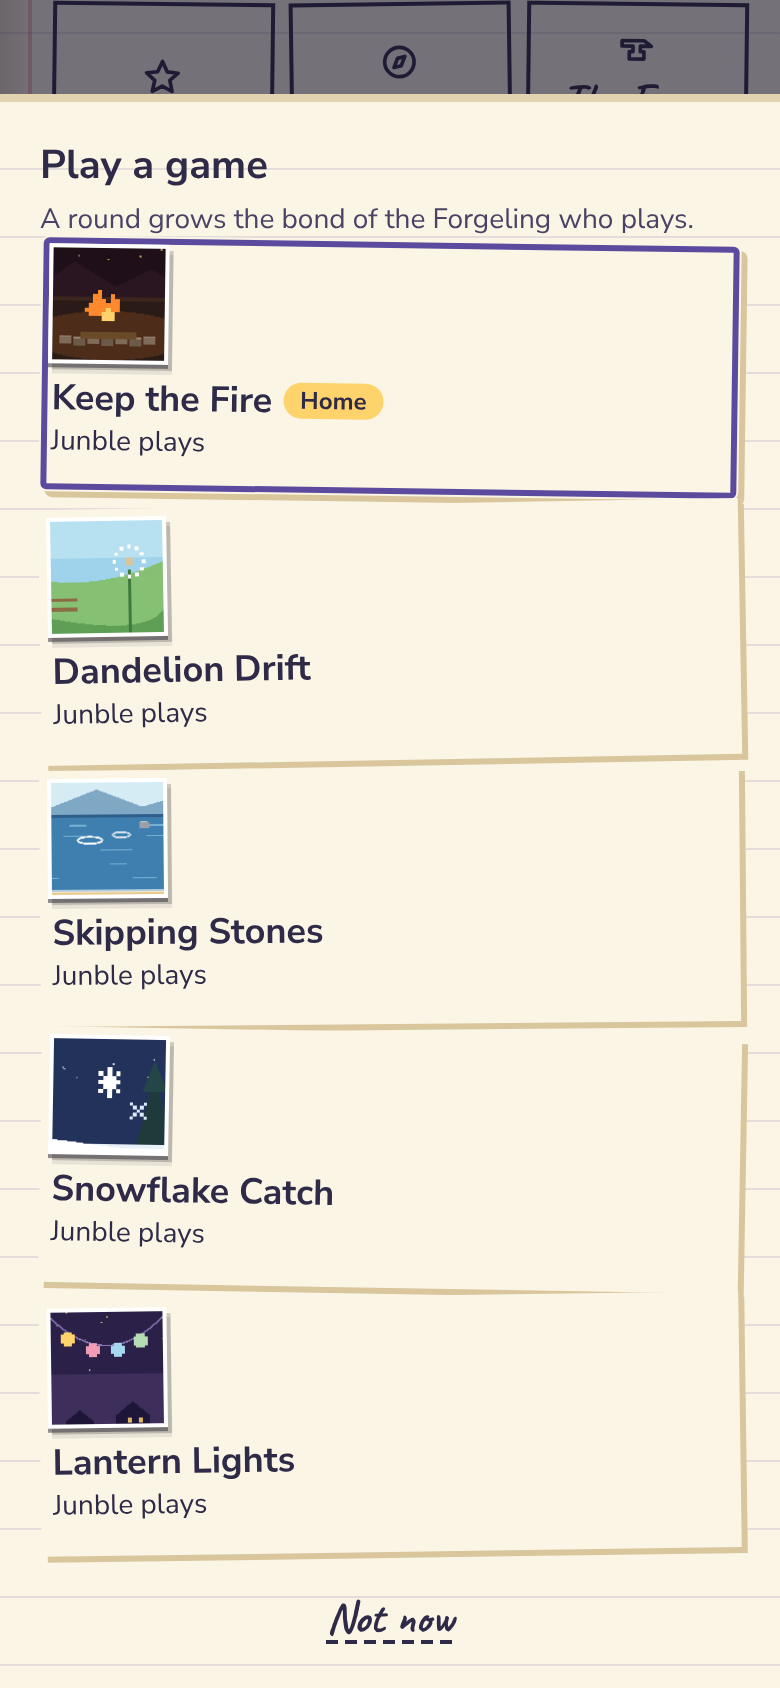 Play a game
A round grows the bond of the Forgeling who plays.
Keep the Fire Home
Junble plays
Dandelion Drift
Junble plays
Skipping Stones
Junble plays
Snowflake Catch
Junble plays
Lantern Lights
Junble plays
Not now